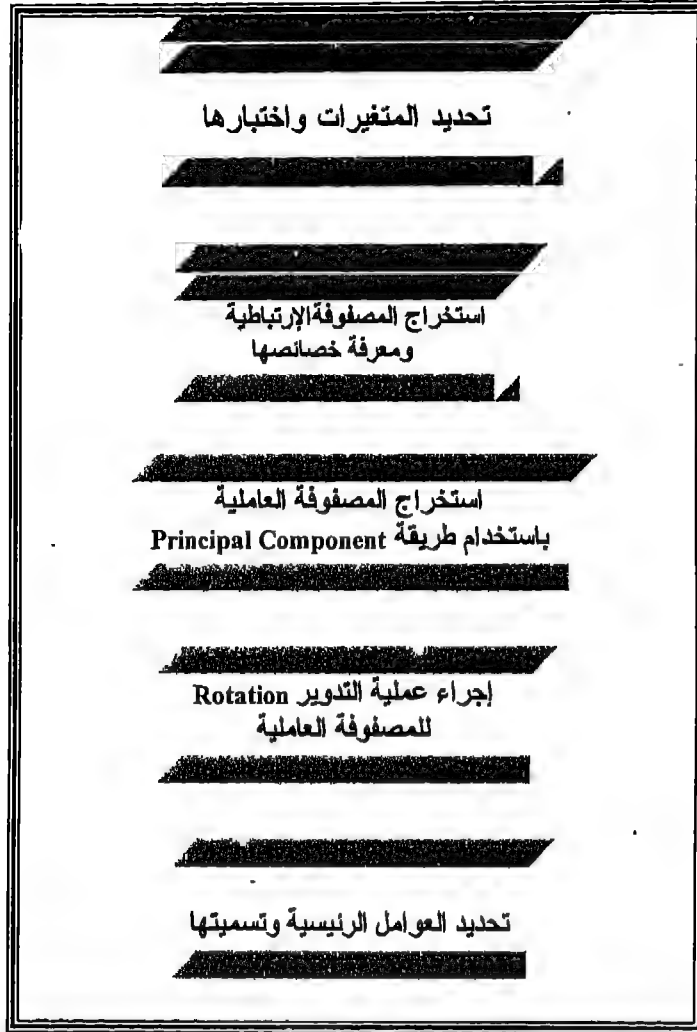 تحديد المتغيرات واختبارها
استخراج المصفوفةالإرتباطية
ومعرفة خصائصها
استخراج المصفوفة العاملية
باستخدام طريقة Principal Component
إجراء عملية التدوير Rotation
للمصفوفة العاملية
تحديد العوامل الرئيسية وتسميتها